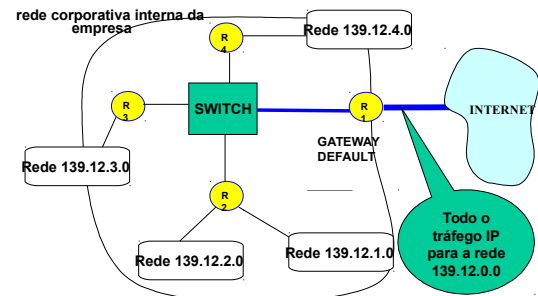 rede corporativa interna da
empresa
R
4
Rede 139.12.4.0
R
3
SWITCH
R
1
INTERNET
GATEWAY
DEFAULT
Rede 139.12.3.0
R
2
Rede 139.12.2.0
Rede 139.12.1.0
Todo o
tráfego IP
para a rede
139.12.0.0